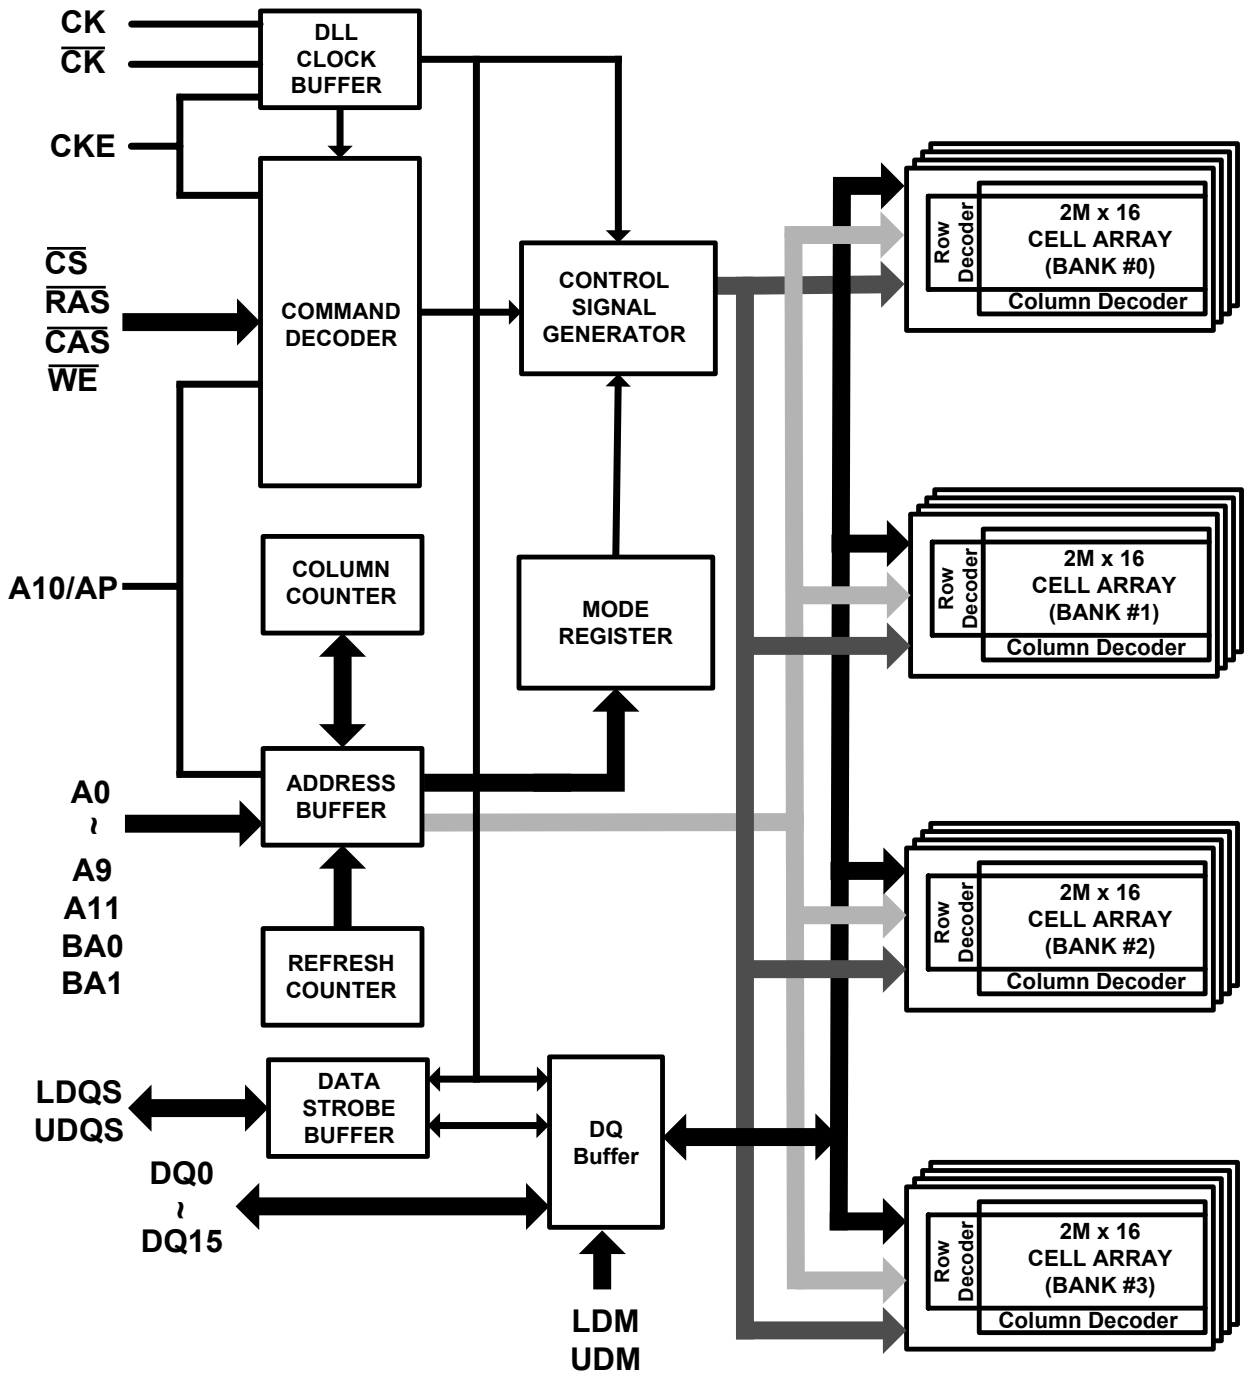 CK
CK
CKE
CS
RAS
CAS
WE
A10/AP
A0
~
A9
A11
BA0
BA1
LDQS
UDQS
DQ0
~
DQ15
LDM
UDM
DLL
CLOCK
BUFFER
COMMAND
DECODER
CONTROL
SIGNAL
GENERATOR
COLUMN
COUNTER
MODE
REGISTER
ADDRESS
BUFFER
REFRESH
COUNTER
DATA
STROBE
BUFFER
DQ
Buffer
Row
Decoder
2M x 16
CELL ARRAY
(BANK #0)
Column Decoder
Row
Decoder
2M x 16
CELL ARRAY
(BANK #1)
Column Decoder
Row
Decoder
2M x 16
CELL ARRAY
(BANK #2)
Column Decoder
Row
Decoder
2M x 16
CELL ARRAY
(BANK #3)
Column Decoder